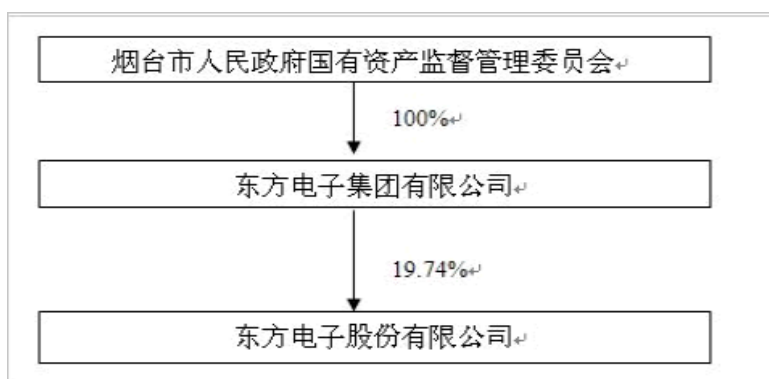 烟台市人民政府国有资产监督管理委员会
100%
东方电子集团有限公司
19.74%
东方电子股份有限公司